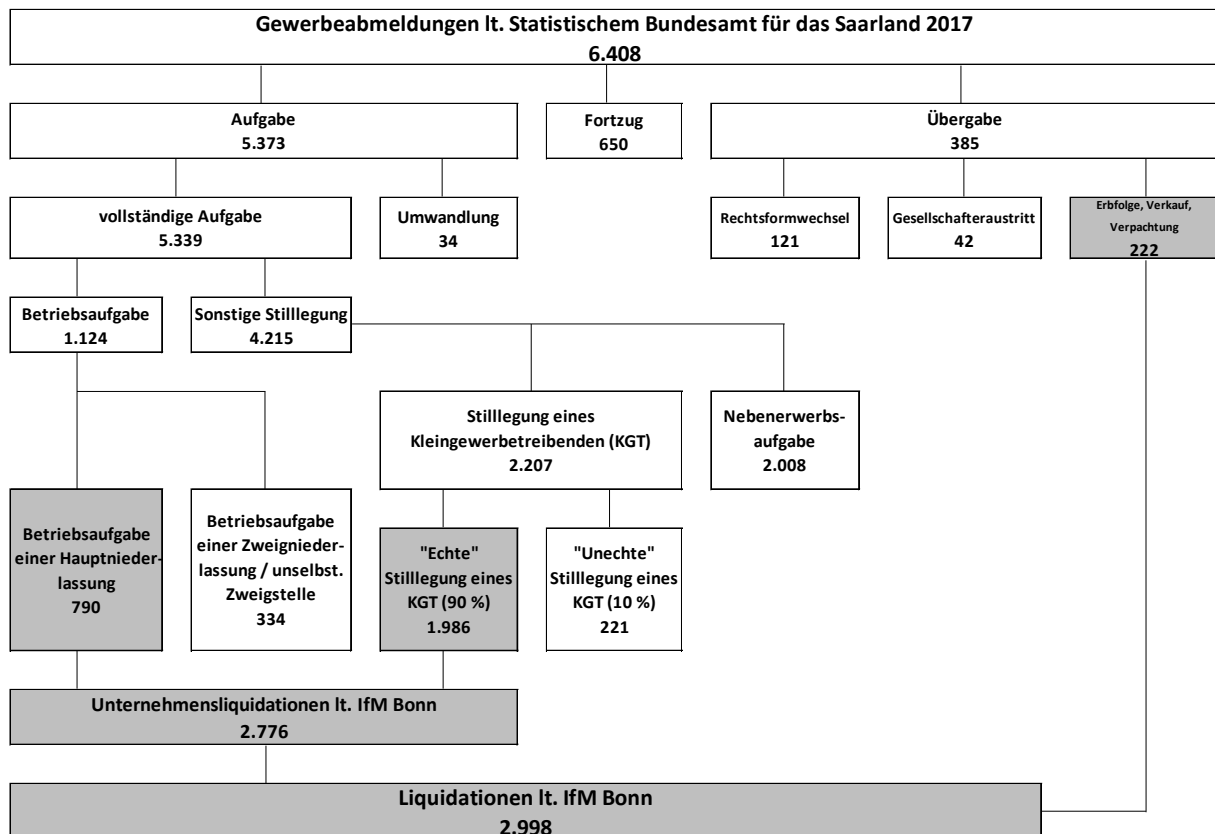 Gewerbeabmeldungen lt. Statistischem Bundesamt für das Saarland 2017
6.408
Aufgabe
5.373
Fortzug
650
Übergabe
385
vollständige Aufgabe
5.339
Umwandlung
34
Rechtsformwechsel
121
Gesellschafteraustritt
42
Erbfolge, Verkauf,
Verpachtung
222
Betriebsaufgabe
1.124
Sonstige Stilllegung
4.215
Stilllegung eines
Kleingewerbetreibenden (KGT)
2.207
Nebenerwerbs-
aufgabe
2.008
Betriebsaufgabe
einer Hauptnieder-
lassung
790
Betriebsaufgabe
einer Zweignieder-
lassung / unselbst.
Zweigstelle
334
"Echte"
Stilllegung eines
KGT (90 %)
1.986
"Unechte"
Stilllegung eines
KGT (10 %)
221
Unternehmensliquidationen lt. IfM Bonn
2.776
Liquidationen lt. IfM Bonn
2.998